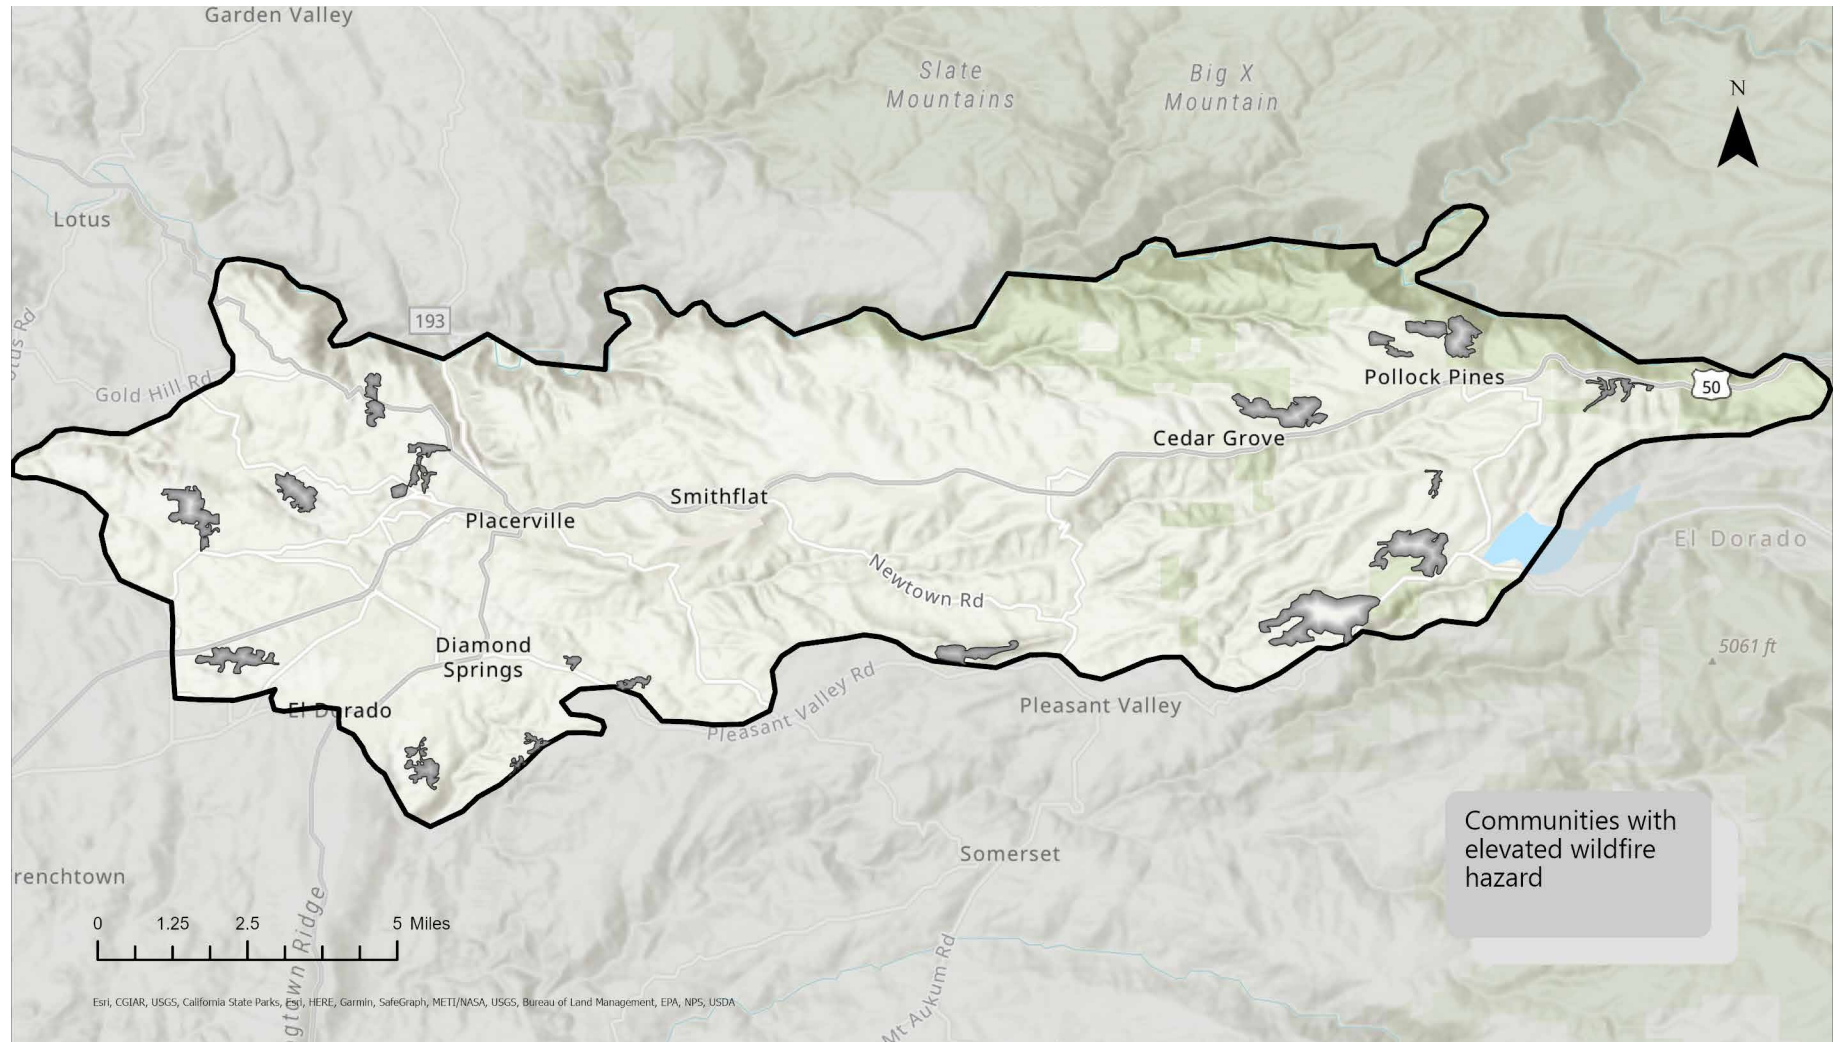 Garden Valley
Slate
Mountains
Big X
Mountain
N
Lotus
193
Gold Hill Rd
Pollock Pines
50
Cedar Grove
Smithflat
Placerville
El Dorado
Newtown Rd
Diamond
Springs
5061 ft
El Dorado
Pleasant Valley Rd
Pleasant Valley
Communities with
elevated wildfire
hazard
Somerset
renchtown
0 1.25 2.5 5 Miles
ngtown Ridge
Mt Aukum Rd
Esri, CGIAR, USGS, California State Parks, Esri, HERE, Garmin, SafeGraph, METI/NASA, USGS, Bureau of Land Management, EPA, NPS, USDA